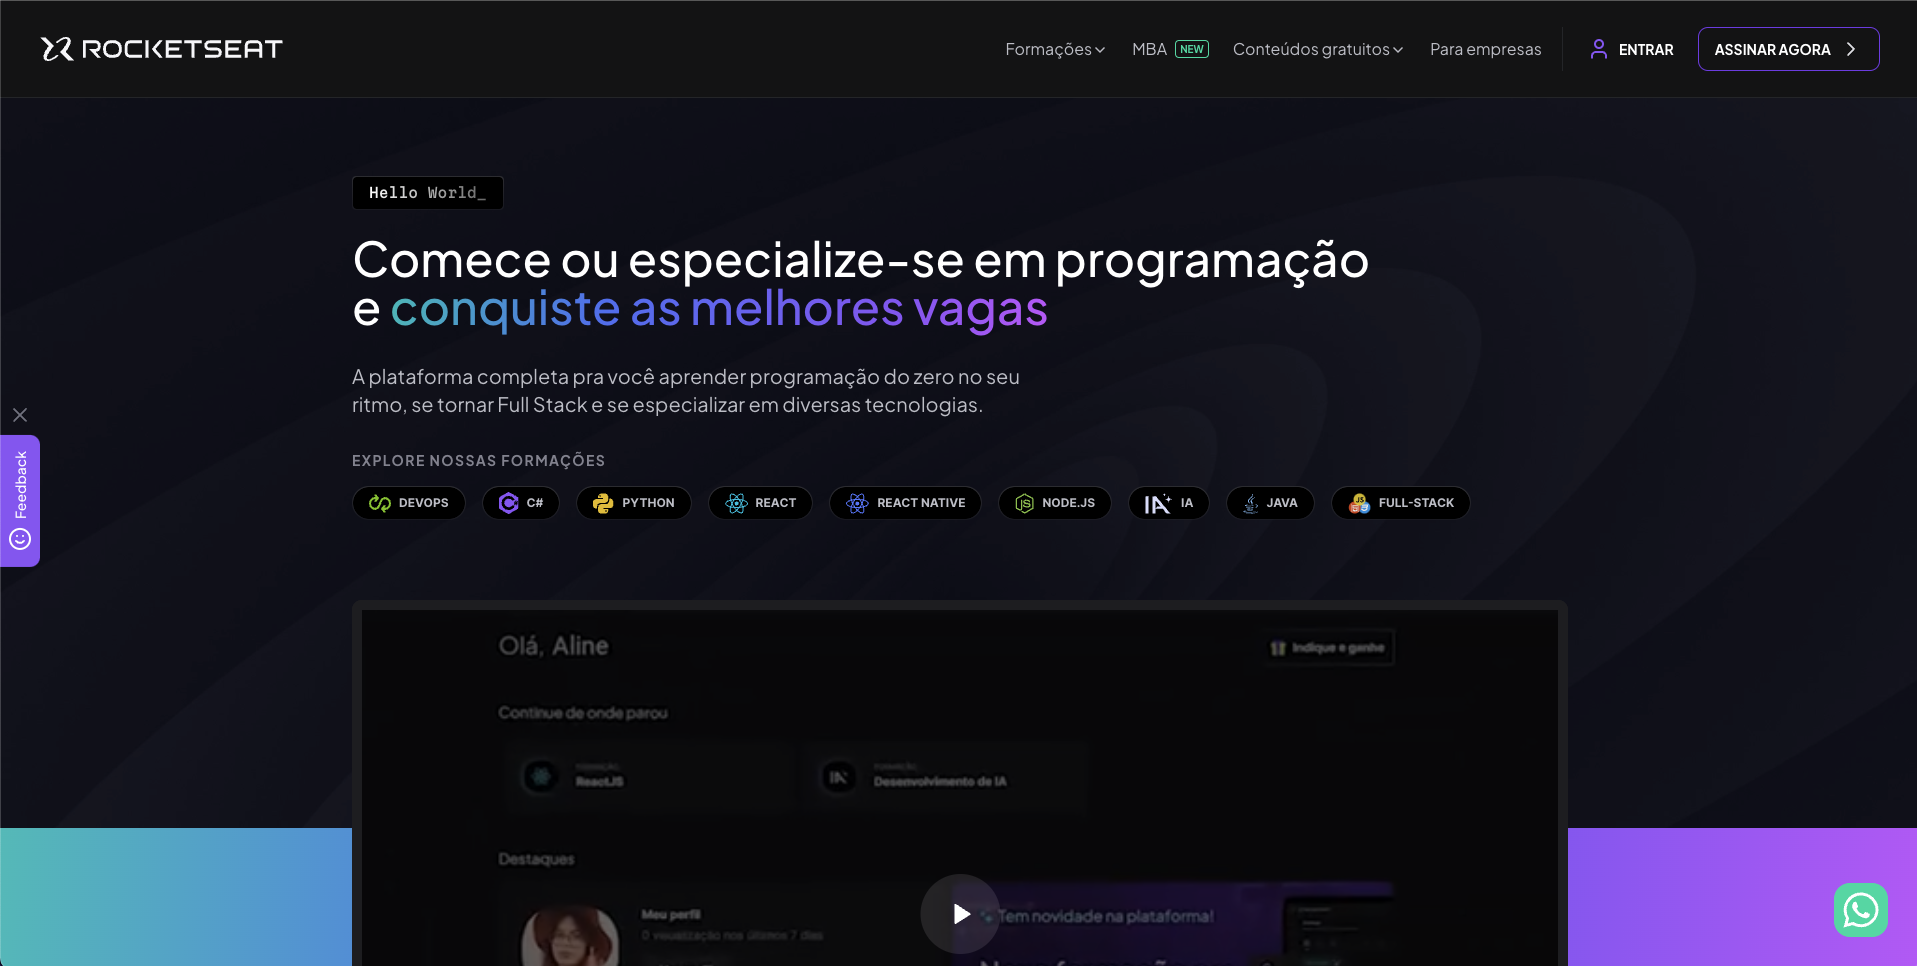 ROCKETSEAT
Formações
MBA NEW
Conteúdos gratuitos
Para empresas
ENTRAR
ASSINAR AGORA
Hello World_
Comece ou especialize-se em programação
e conquiste as melhores vagas
A plataforma completa pra você aprender programação do zero no seu
ritmo, se tornar Full Stack e se especializar em diversas tecnologias.
Feedback
EXPLORE NOSSAS FORMAÇÕES
DEVOPS
C#
PYTHON
REACT
REACT NATIVE
NODE.JS
IA IA
JAVA
JS FULL-STACK
Olá, Aline
Indique e ganhe
Continue de onde parou
FORMAÇÃO
ReactJS
FORMAÇÃO
IA Desenvolvimento de IA
Destaques
Meu perfil
0 visualização nos últimos 7 dias
Tem novidade na plataforma!